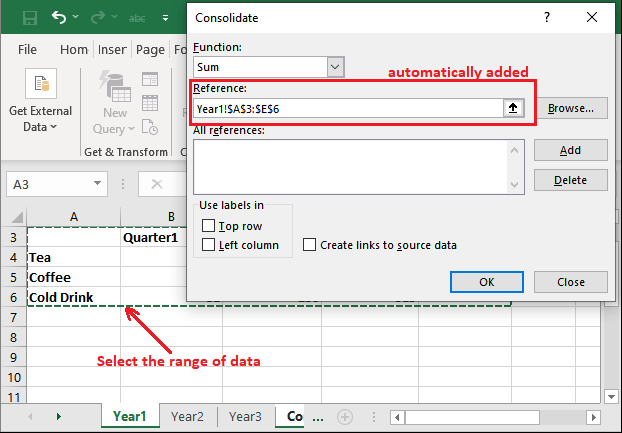 Consolidate
?
abc
Function:
Sum
automatically added
File Hom Inser Page Fo
Reference:
Year1!$A$3:$E$6
Browse...
Get External
Data
New
Query
All references:
Add
Get & Transform
Delete
A3
Use labels in
Top row
Left column
Create links to source data
A B
3 Quarter1
4 Tea
5 Coffee
OK Close
6 Cold Drink
7
8
9
10
11
Select the range of data
Year1 Year2 Year3 Co ...